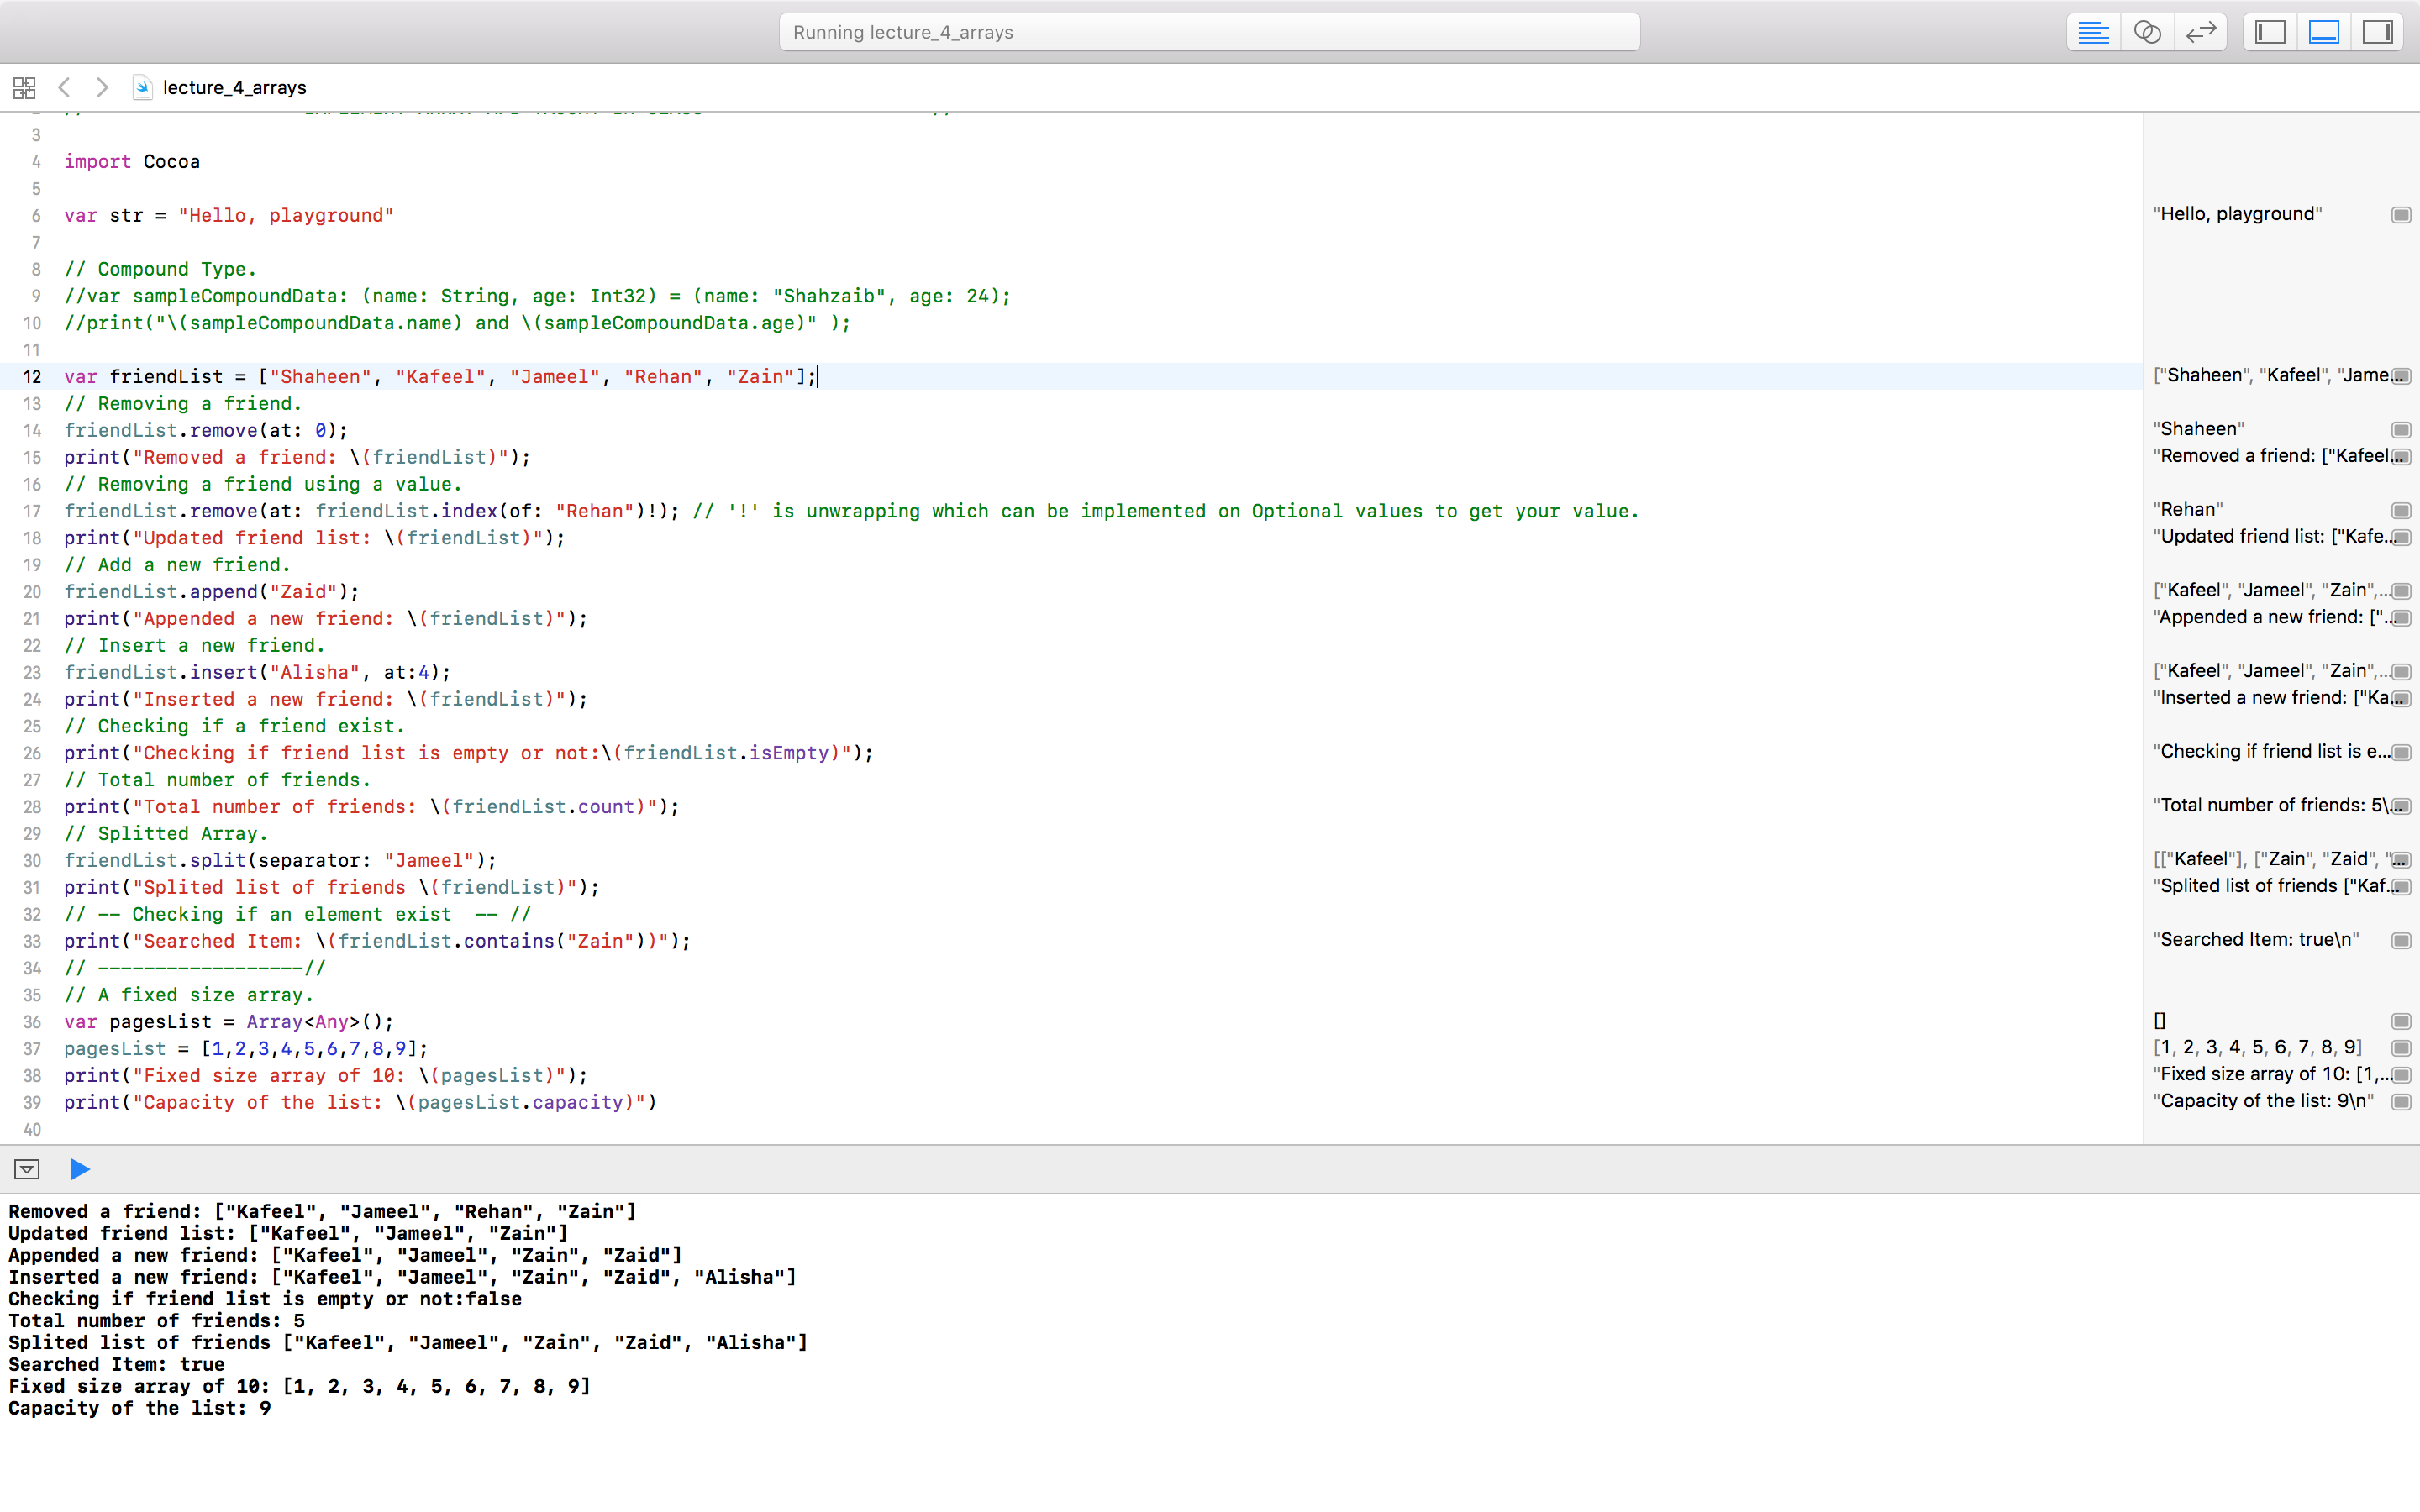 Running lecture_4_arrays
lecture_4_arrays
3
4 import Cocoa
5
6 var str = "Hello, playground"
7
8 // Compound Type.
9 //var sampleCompoundData: (name: String, age: Int32) = (name: "Shahzaib", age: 24);
10 //print("\(sampleCompoundData.name) and \(sampleCompoundData.age)" );
11
12 var friendList = ["Shaheen", "Kafeel", "Jameel", "Rehan", "Zain"];
13 // Removing a friend.
14 friendList.remove(at: 0);
15 print("Removed a friend: \(friendList)");
16 // Removing a friend using a value.
17 friendList.remove(at: friendList.index(of: "Rehan")!); // '!' is unwrapping which can be implemented on Optional values to get your value.
18 print("Updated friend list: \(friendList)");
19 // Add a new friend.
20 friendList.append("Zaid");
21 print("Appended a new friend: \(friendList)");
22 // Insert a new friend.
23 friendList.insert("Alisha", at:4);
24 print("Inserted a new friend: \(friendList)");
25 // Checking if a friend exist.
26 print("Checking if friend list is empty or not:\(friendList.isEmpty)");
27 // Total number of friends.
28 print("Total number of friends: \(friendList.count)");
29 // Splitted Array.
30 friendList.split(separator: "Jameel");
31 print("Splited list of friends \(friendList)");
32 // -- Checking if an element exist  -- //
33 print("Searched Item: \(friendList.contains("Zain"))");
34 // ------------------//
35 // A fixed size array.
36 var pagesList = Array<Any>();
37 pagesList = [1,2,3,4,5,6,7,8,9];
38 print("Fixed size array of 10: \(pagesList)");
39 print("Capacity of the list: \(pagesList.capacity)")
40
"Hello, playground"
["Shaheen", "Kafeel", "Jame...
"Shaheen"
"Removed a friend: ["Kafeel...
"Rehan"
"Updated friend list: ["Kafe...
["Kafeel", "Jameel", "Zain",...
"Appended a new friend: ["...
["Kafeel", "Jameel", "Zain",...
"Inserted a new friend: ["Ka...
"Checking if friend list is e...
"Total number of friends: 5\...
[["Kafeel"], ["Zain", "Zaid", "...
"Splited list of friends ["Kaf...
"Searched Item: true\n"
[]
[1, 2, 3, 4, 5, 6, 7, 8, 9]
"Fixed size array of 10: [1,...
"Capacity of the list: 9\n"
Removed a friend: ["Kafeel", "Jameel", "Rehan", "Zain"]
Updated friend list: ["Kafeel", "Jameel", "Zain"]
Appended a new friend: ["Kafeel", "Jameel", "Zain", "Zaid"]
Inserted a new friend: ["Kafeel", "Jameel", "Zain", "Zaid", "Alisha"]
Checking if friend list is empty or not:false
Total number of friends: 5
Splited list of friends ["Kafeel", "Jameel", "Zain", "Zaid", "Alisha"]
Searched Item: true
Fixed size array of 10: [1, 2, 3, 4, 5, 6, 7, 8, 9]
Capacity of the list: 9